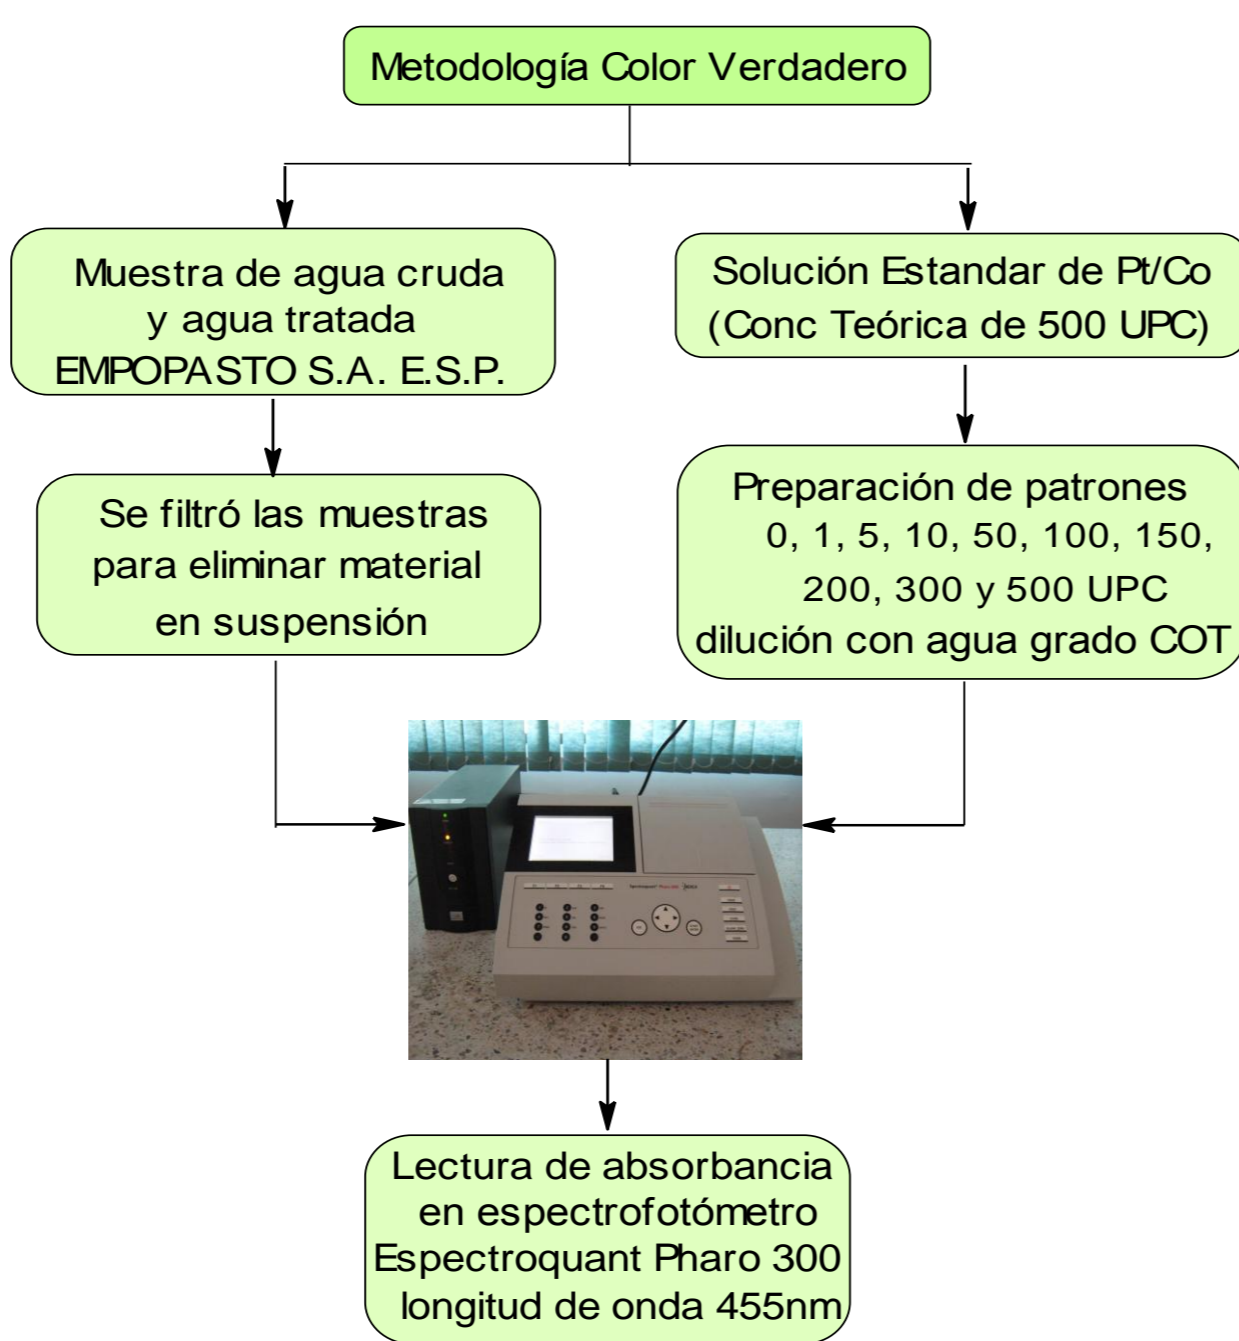 Metodología Color Verdadero
Muestra de agua cruda
y agua tratada
EMPOPASTO S.A. E.S.P.
Solución Estandar de Pt/Co
(Conc Teórica de 500 UPC)
Se filtró las muestras
para eliminar material
en suspensión
Preparación de patrones
0, 1, 5, 10, 50, 100, 150,
200, 300 y 500 UPC
dilución con agua grado COT
Lectura de absorbancia
en espectrofotómetro
Espectroquant Pharo 300
longitud de onda 455nm